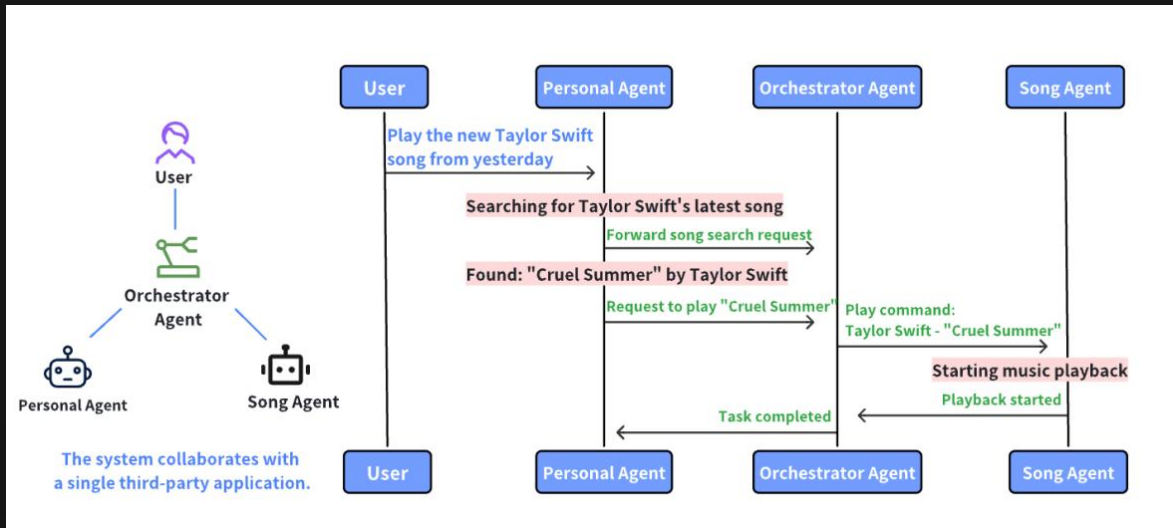 User
Orchestrator
Agent
Personal Agent
Song Agent
The system collaborates with
a single third-party application.
User
Personal Agent
Orchestrator Agent
Song Agent
Play the new Taylor Swift
song from yesterday
Searching for Taylor Swift's latest song
Forward song search request
Found: "Cruel Summer" by Taylor Swift
Request to play "Cruel Summer"
Play command:
Taylor Swift - "Cruel Summer"
Starting music playback
Playback started
Task completed
User
Personal Agent
Orchestrator Agent
Song Agent